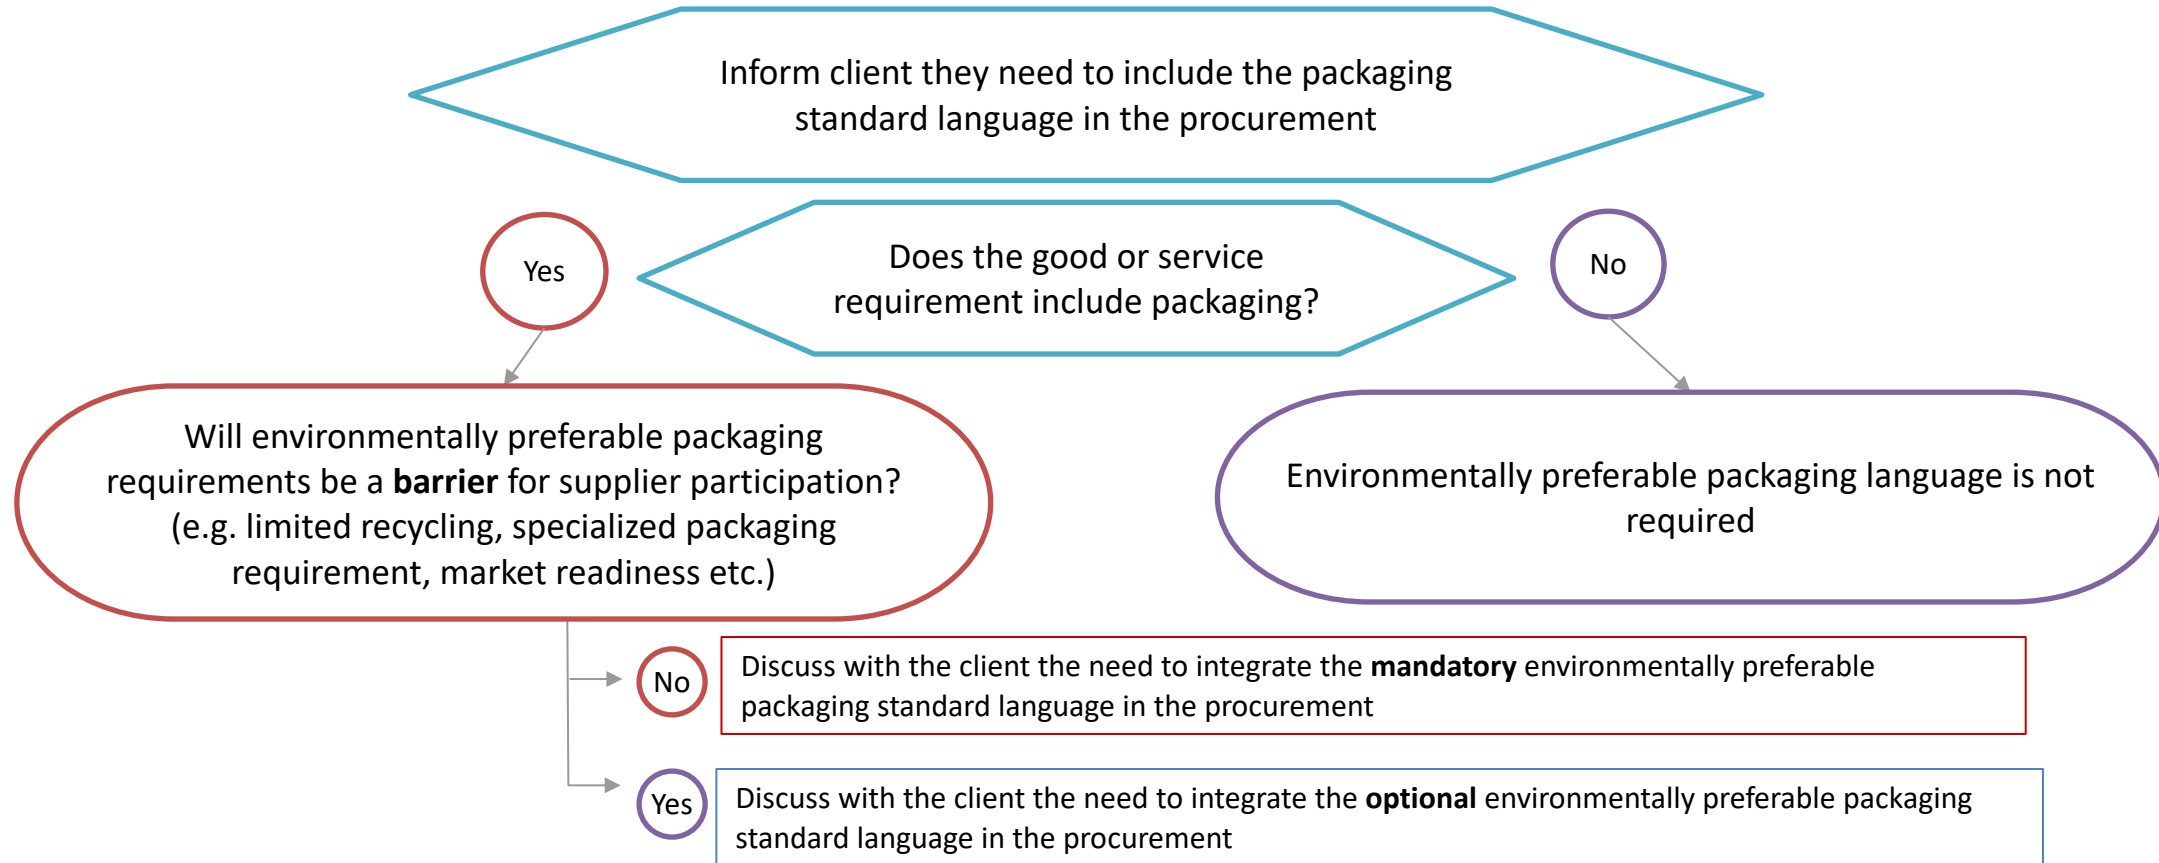 Inform client they need to include the packaging
standard language in the procurement
Yes
Does the good or service
requirement include packaging?
No
Will environmentally preferable packaging
requirements be a barrier for supplier participation?
(e.g. limited recycling, specialized packaging
requirement, market readiness etc.)
Environmentally preferable packaging language is not
required
No
Discuss with the client the need to integrate the mandatory environmentally preferable
packaging standard language in the procurement
Yes
Discuss with the client the need to integrate the optional environmentally preferable packaging
standard language in the procurement